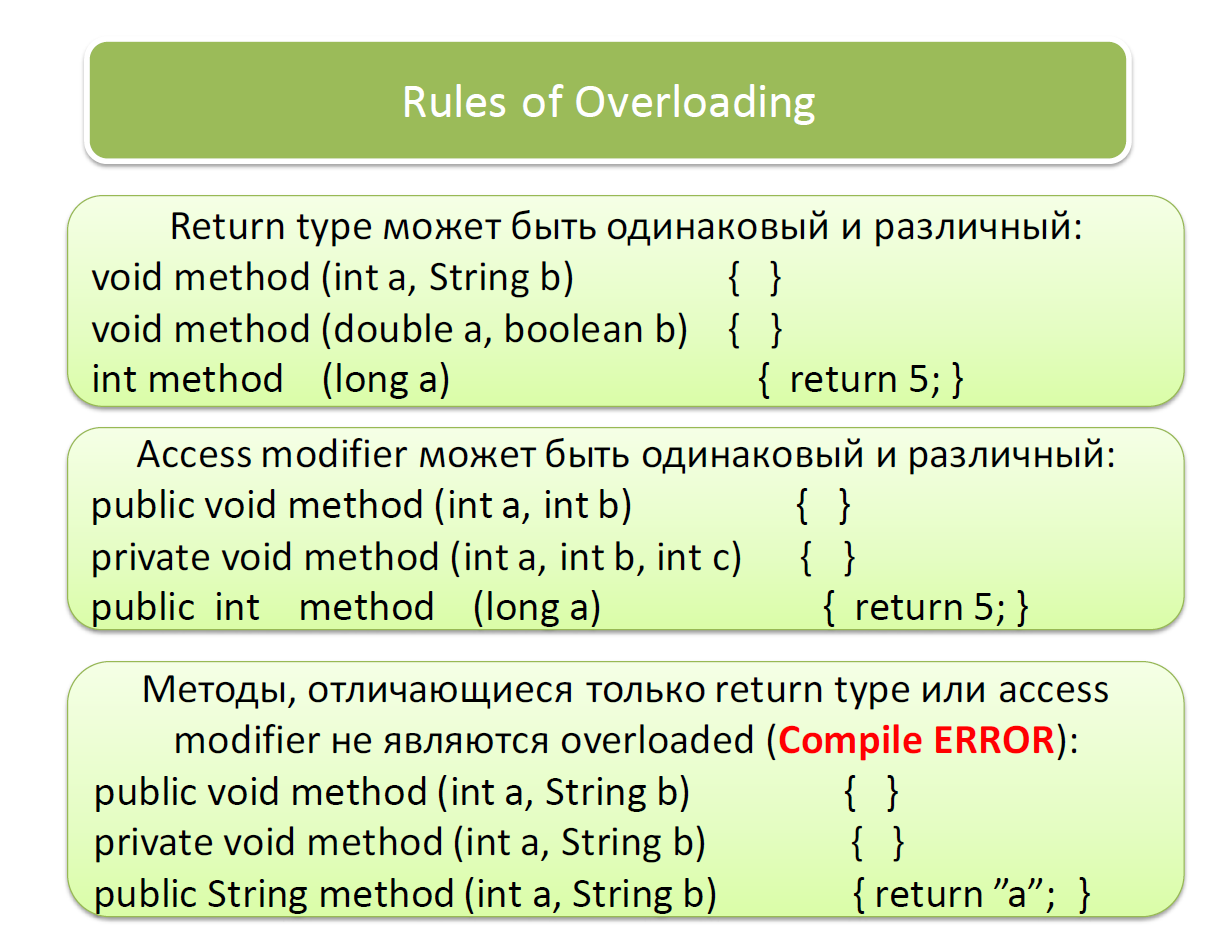 Rules of Overloading
Return type может быть одинаковый и различный:
void method (int a, String b) { }
void method (double a, boolean b) { }
int method (long a) { return 5; }
Access modifier может быть одинаковый и различный:
public void method (int a, int b) { }
private void method (int a, int b, int c) { }
public int method (long a) { return 5; }
Методы, отличающиеся только return type или access
modifier не являются overloaded (Compile ERROR):
public void method (int a, String b) { }
private void method (int a, String b) { }
public String method (int a, String b) { return ”a”; }